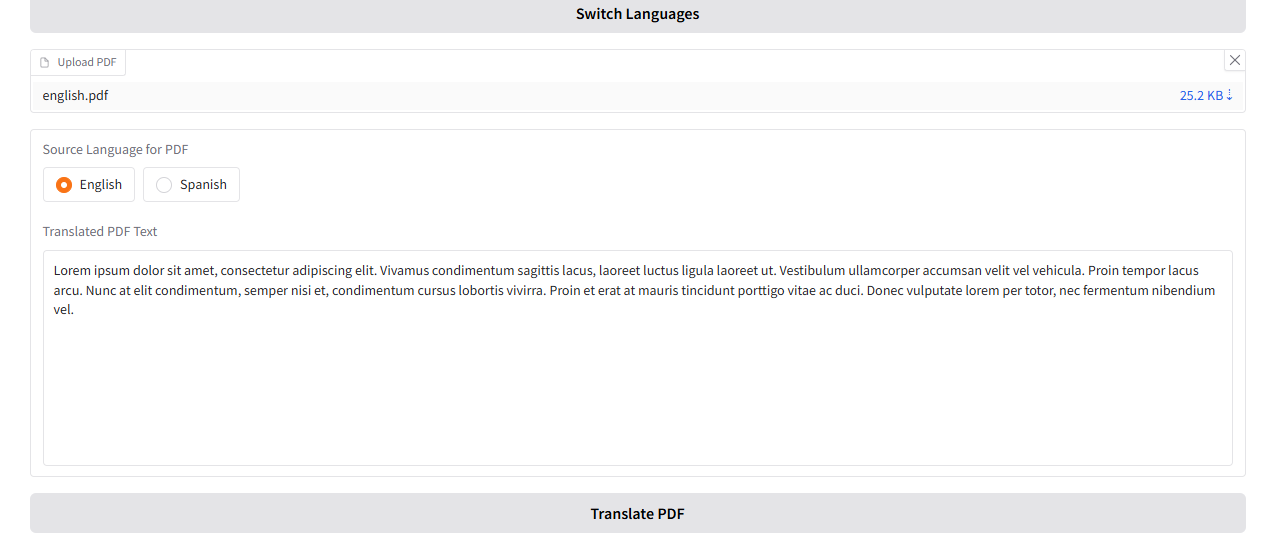 Switch Languages
Upload PDF
english.pdf
25.2 KB ⇣
Source Language for PDF
English
Spanish
Translated PDF Text
Lorem ipsum dolor sit amet, consectetur adipiscing elit. Vivamus condimentum sagittis lacus, laoreet luctus ligula laoreet ut. Vestibulum ullamcorper accumsan velit vel vehicula. Proin tempor lacus
arcu. Nunc at elit condimentum, semper nisi et, condimentum cursus lobortis vivirra. Proin et erat at mauris tincidunt porttigo vitae ac duci. Donec vulputate lorem per totor, nec fermentum nibendium
vel.
Translate PDF